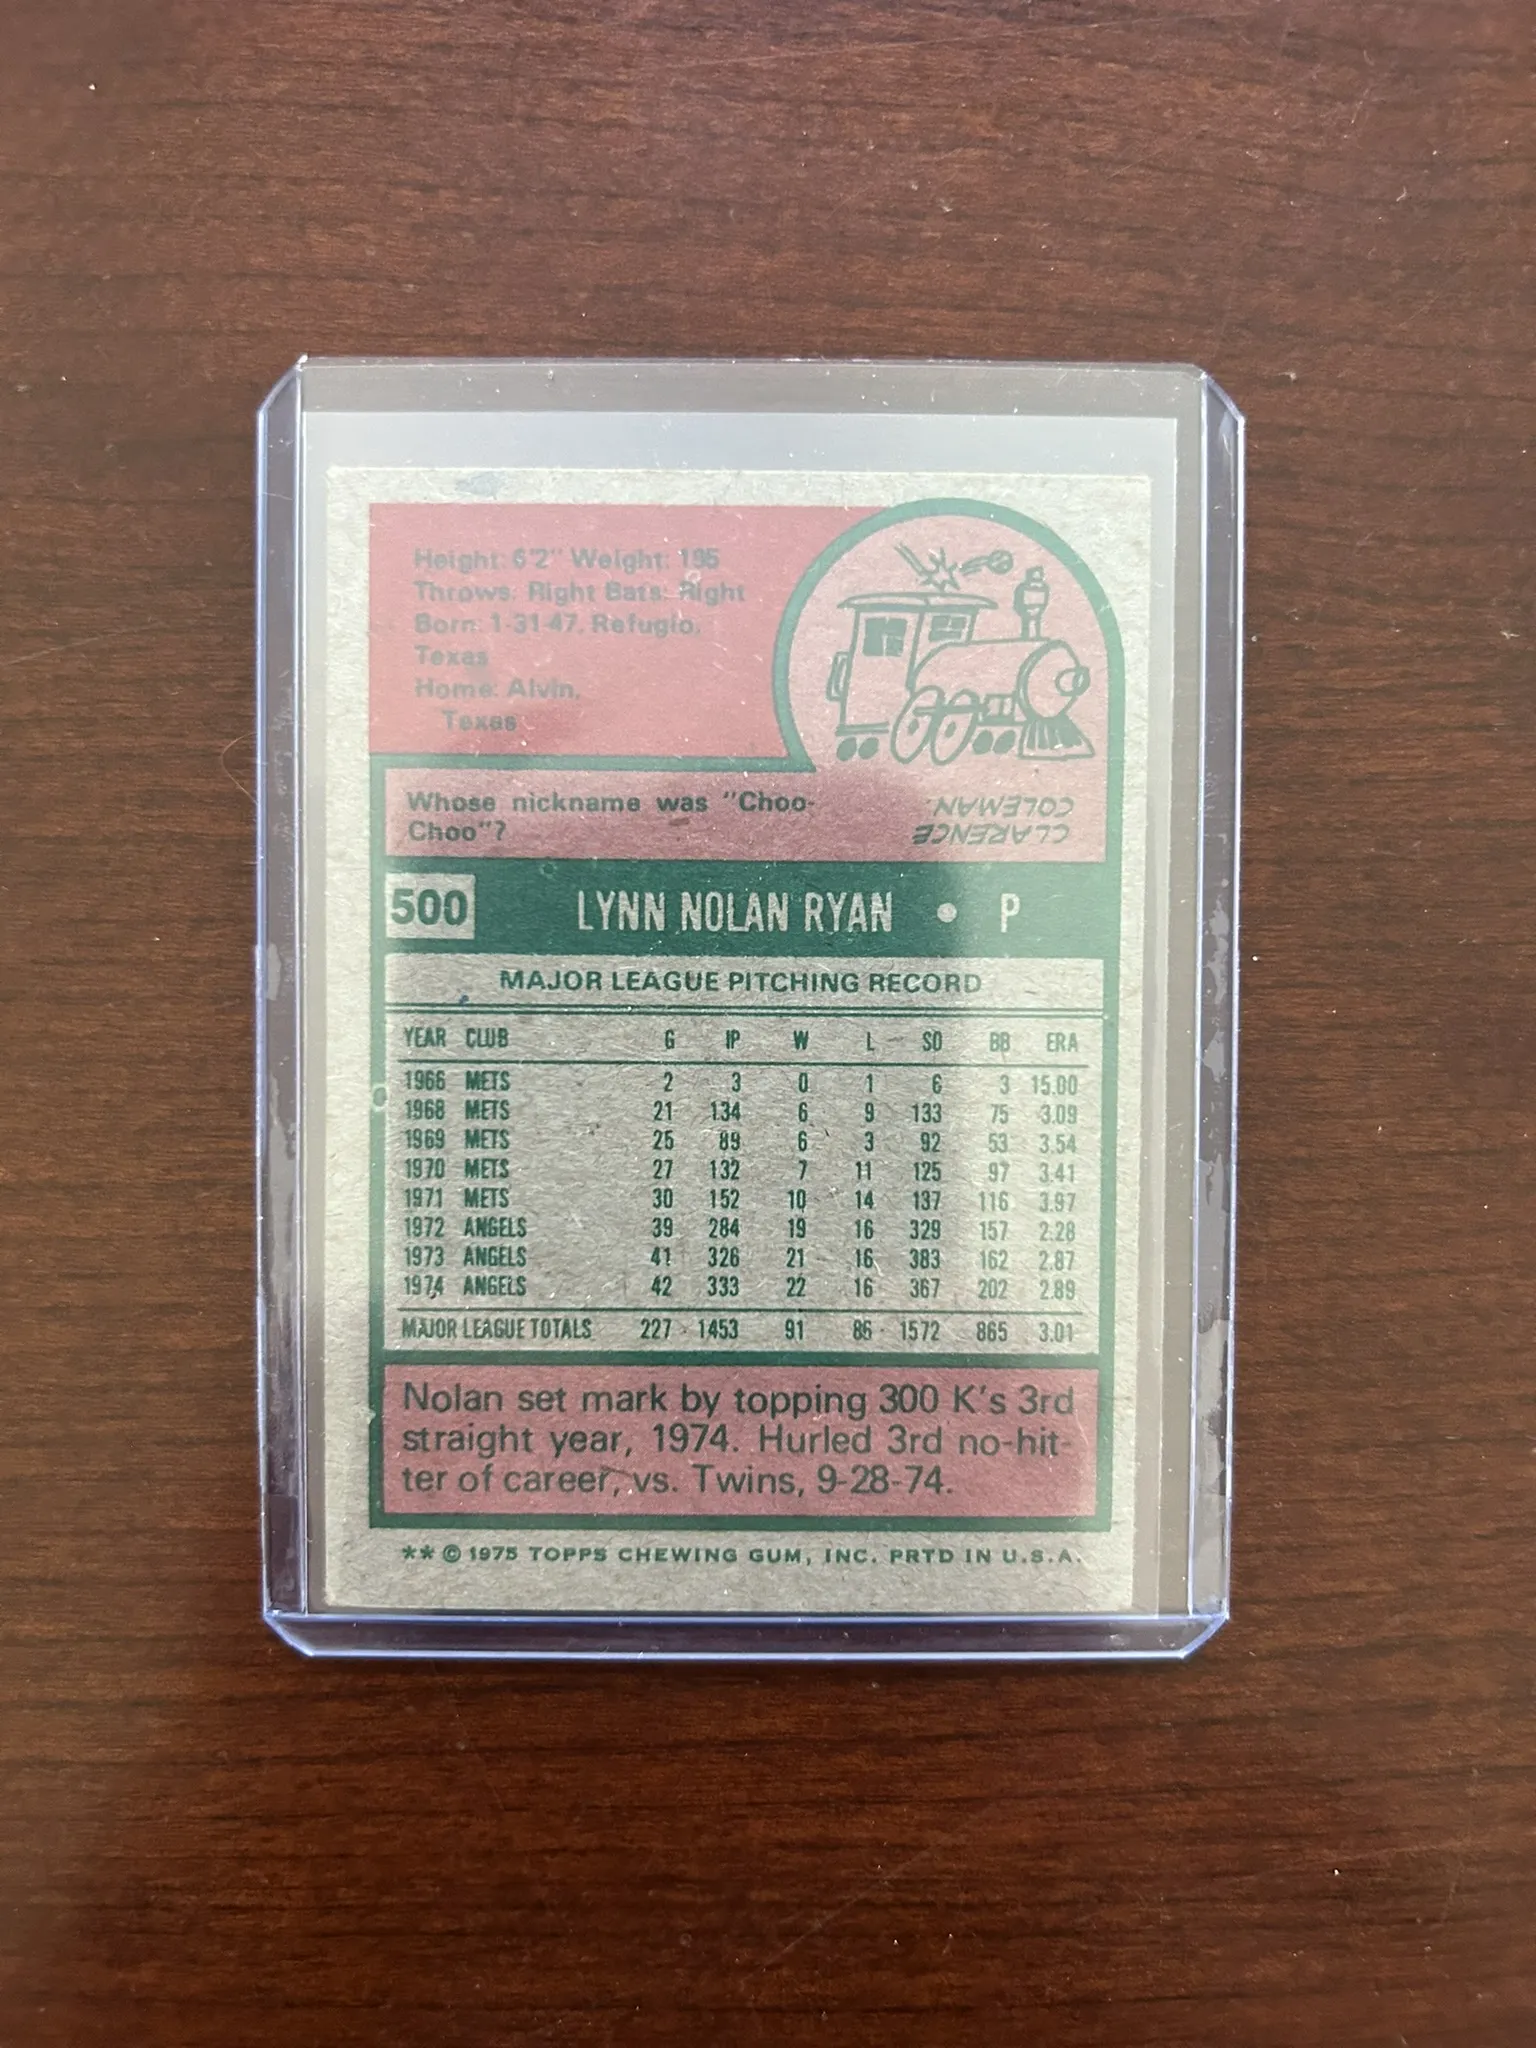 Height: 6'2" Weight: 195
Throws: Right Bats: Right
Born: 1-31-47, Refugio,
Texas
Home: Alvin,
Texas
Whose nickname was "Choo-
Choo"?
CLARENCE
COLEMAN.
500 LYNN NOLAN RYAN • P
MAJOR LEAGUE PITCHING RECORD
YEAR CLUB G IP W L SO BB ERA
1966 METS 2 3 0 1 6 3 15.00
1968 METS 21 134 6 9 133 75 3.09
1969 METS 25 89 6 3 92 53 3.54
1970 METS 27 132 7 11 125 97 3.41
1971 METS 30 152 10 14 137 116 3.97
1972 ANGELS 39 284 19 16 329 157 2.28
1973 ANGELS 41 326 21 16 383 162 2.87
1974 ANGELS 42 333 22 16 367 202 2.89
MAJOR LEAGUE TOTALS 227 1453 91 86 1572 865 3.01
Nolan set mark by topping 300 K's 3rd
straight year, 1974. Hurled 3rd no-hit-
ter of career, vs. Twins, 9-28-74.
** © 1975 TOPPS CHEWING GUM, INC. PRTD IN U.S.A.